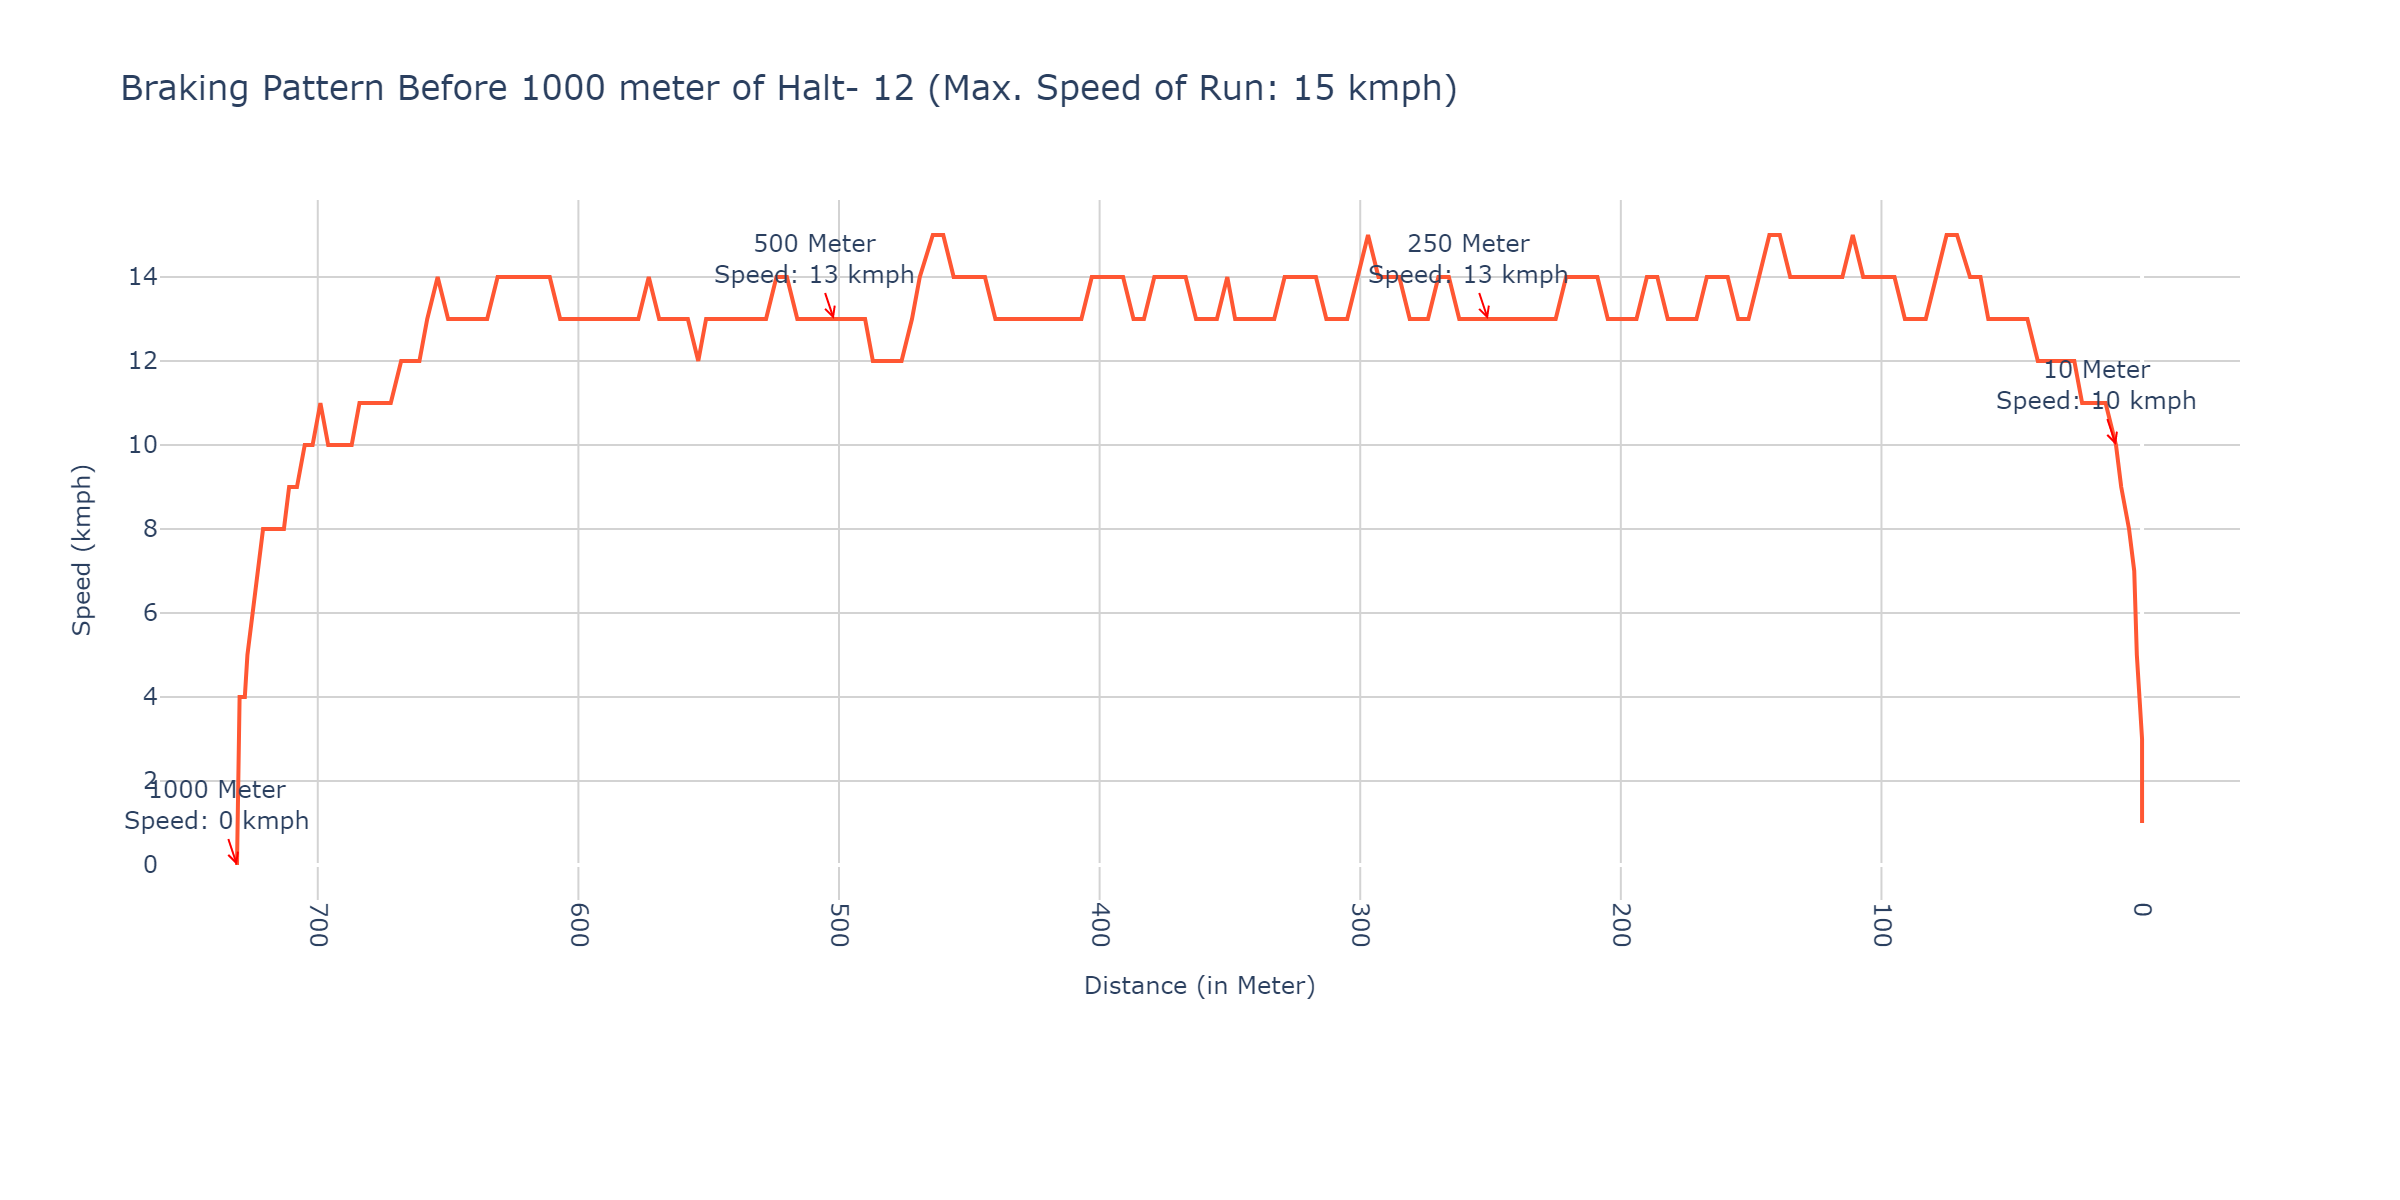 Braking Pattern Before 1000 meter of Halt- 12 (Max. Speed of Run: 15 kmph)
500 Meter
Speed: 13 kmph
250 Meter
Speed: 13 kmph
10 Meter
Speed: 10 kmph
1000 Meter
Speed: 0 kmph
14
12
10
8
6
4
2
0
Speed (kmph)
700
600
500
400
300
200
100
0
Distance (in Meter)